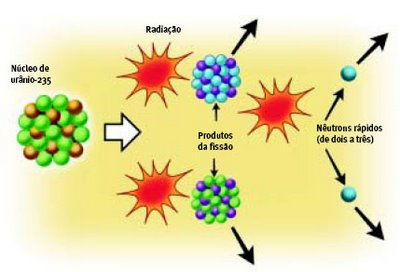 Radiação
Núcleo de
urânio-235
Produtos
da fissão
Nêutrons rápidos
(de dois a três)